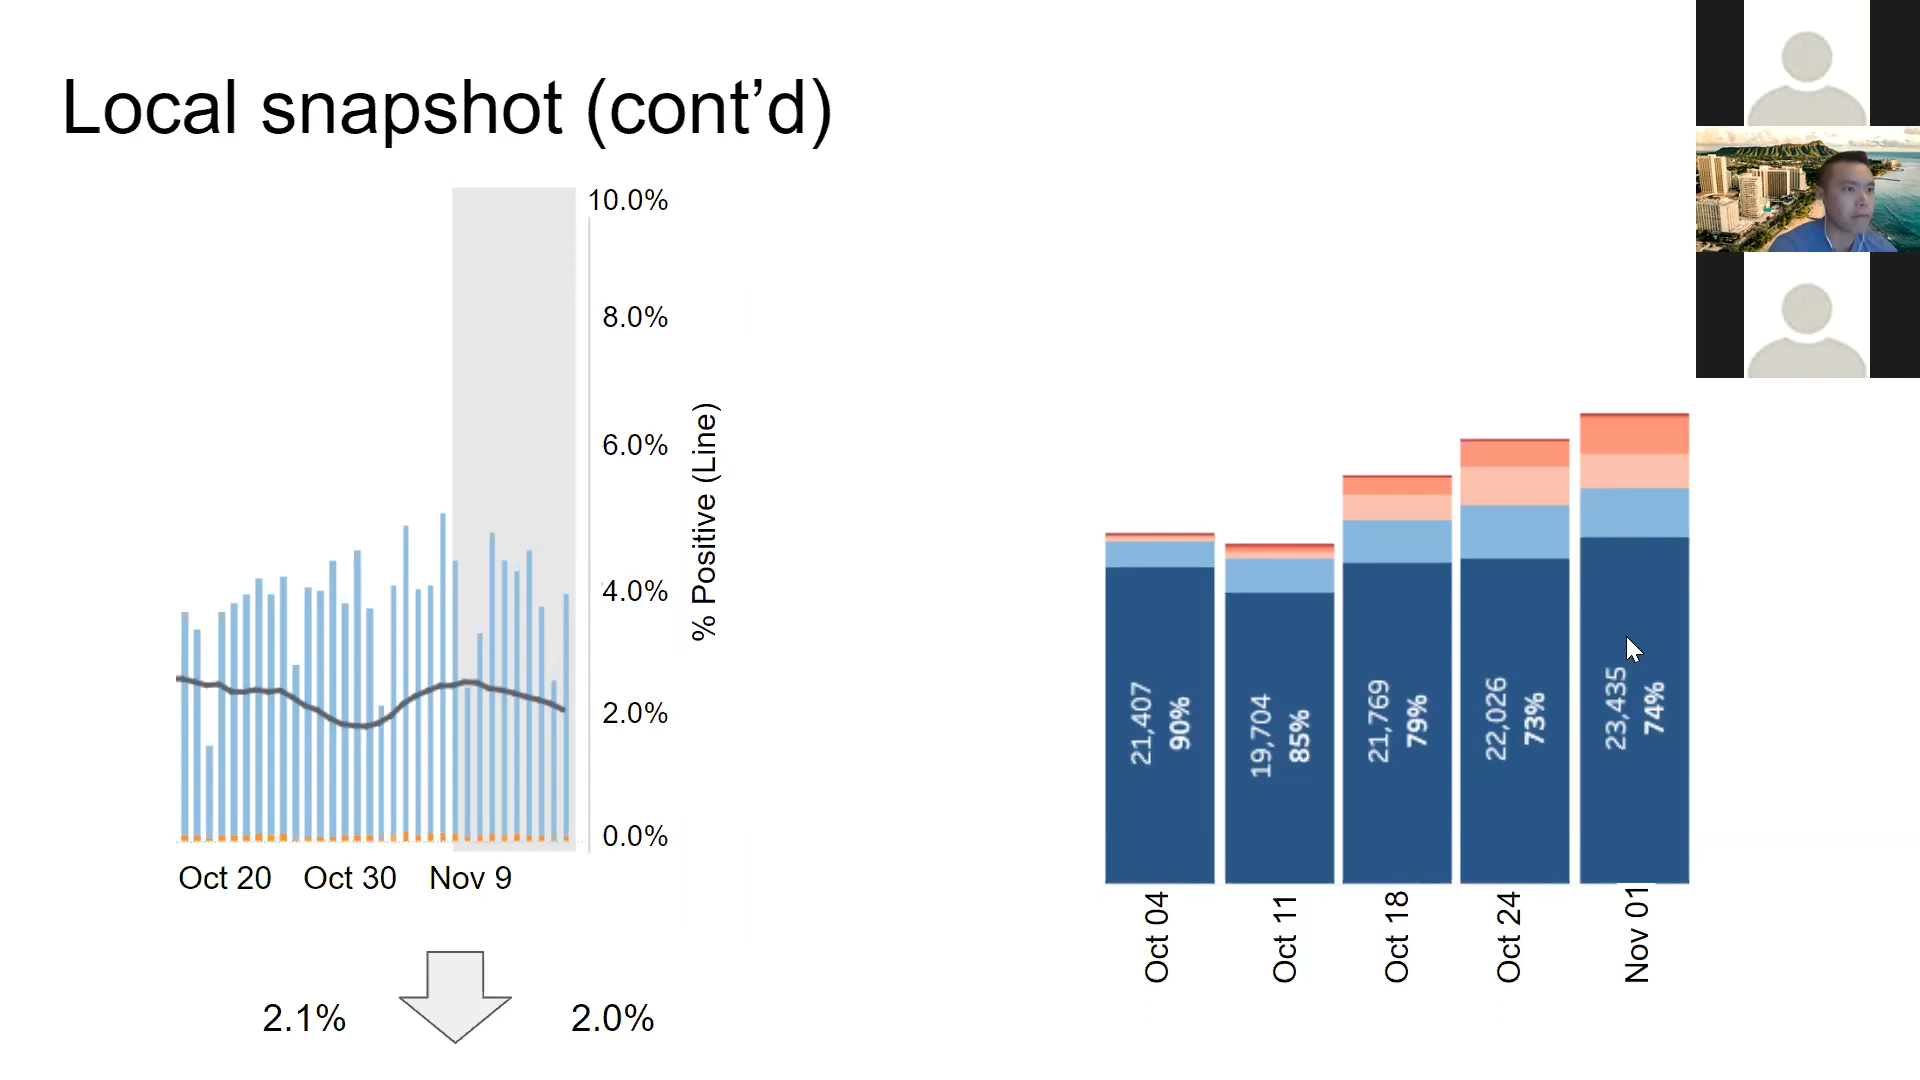 Local snapshot (cont’d)
10.0%
8.0%
6.0%
4.0%
2.0%
0.0%
% Positive (Line)
Oct 20 Oct 30 Nov 9
2.1% 2.0%
21,407
90%
19,704
85%
21,769
79%
22,026
73%
23,435
74%
Oct 04
Oct 11
Oct 18
Oct 24
Nov 01